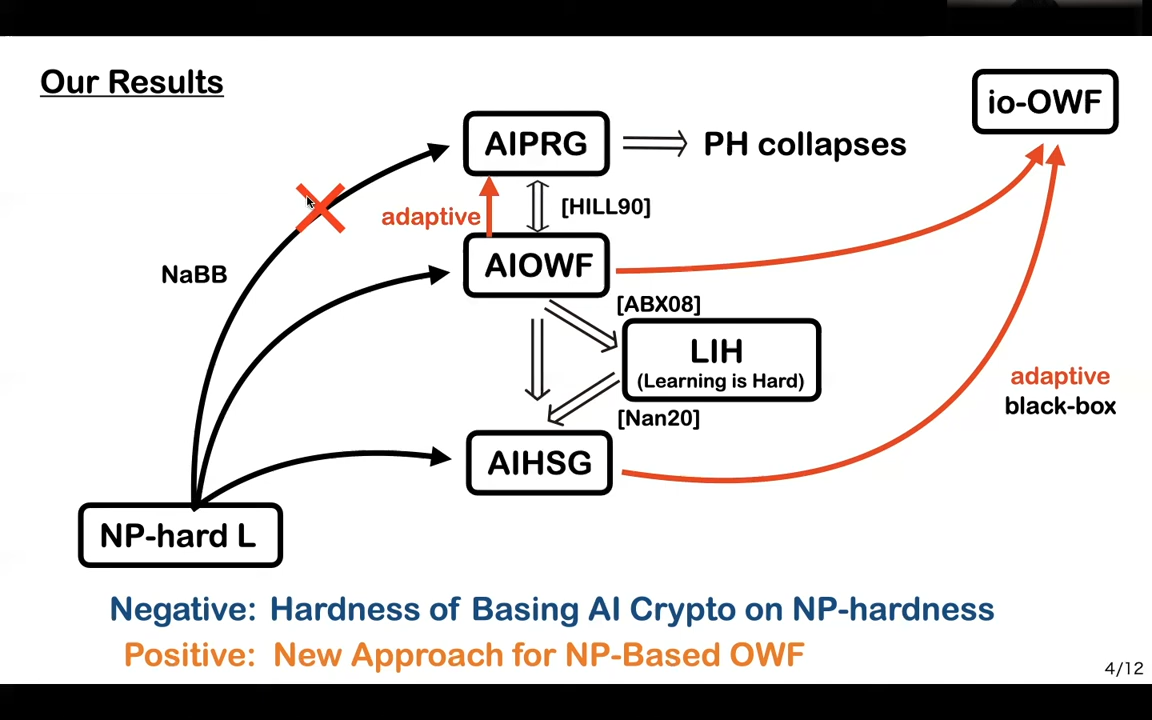 Our Results
io-OWF
AIPRG
PH collapses
adaptive
[HILL90]
NaBB
AIOWF
[ABX08]
LIH
(Learning is Hard)
adaptive
black-box
[Nan20]
AIHSG
NP-hard L
Negative: Hardness of Basing AI Crypto on NP-hardness
Positive: New Approach for NP-Based OWF
4/12